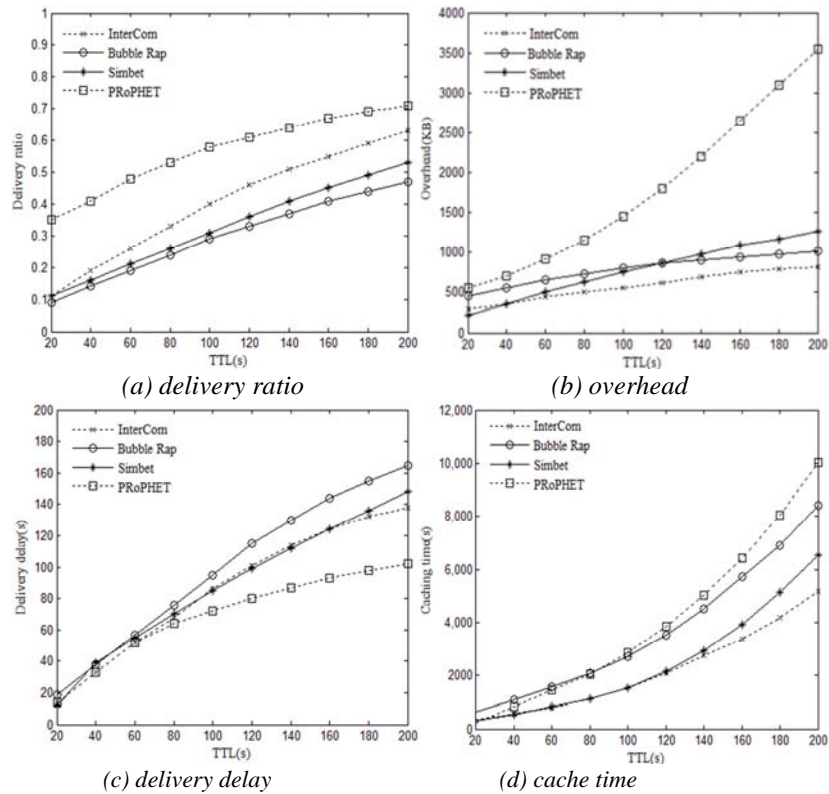 1
0.9
0.8
0.7
0.6
0.5
0.4
0.3
0.2
0.1
0
Delivery ratio
InterCom
Bubble Rap
Simbet
PRoPHET
20 40 60 80 100 120 140 160 180 200
TTL(s)
(a) delivery ratio
4000
3500
3000
2500
2000
1500
1000
500
0
Overhead(KB)
InterCom
Bubble Rap
Simbet
PRoPHET
20 40 60 80 100 120 140 160 180 200
TTL(s)
(b) overhead
200
180
160
140
120
100
80
60
40
20
0
Delivery delay(s)
InterCom
Bubble Rap
Simbet
PRoPHET
20 40 60 80 100 120 140 160 180 200
TTL(s)
(c) delivery delay
12,000
10,000
8,000
6,000
4,000
2000
0
Caching time(s)
InterCom
Bubble Rap
Simbet
PRoPHET
20 40 60 80 100 120 140 160 180 200
TTL(s)
(d) cache time